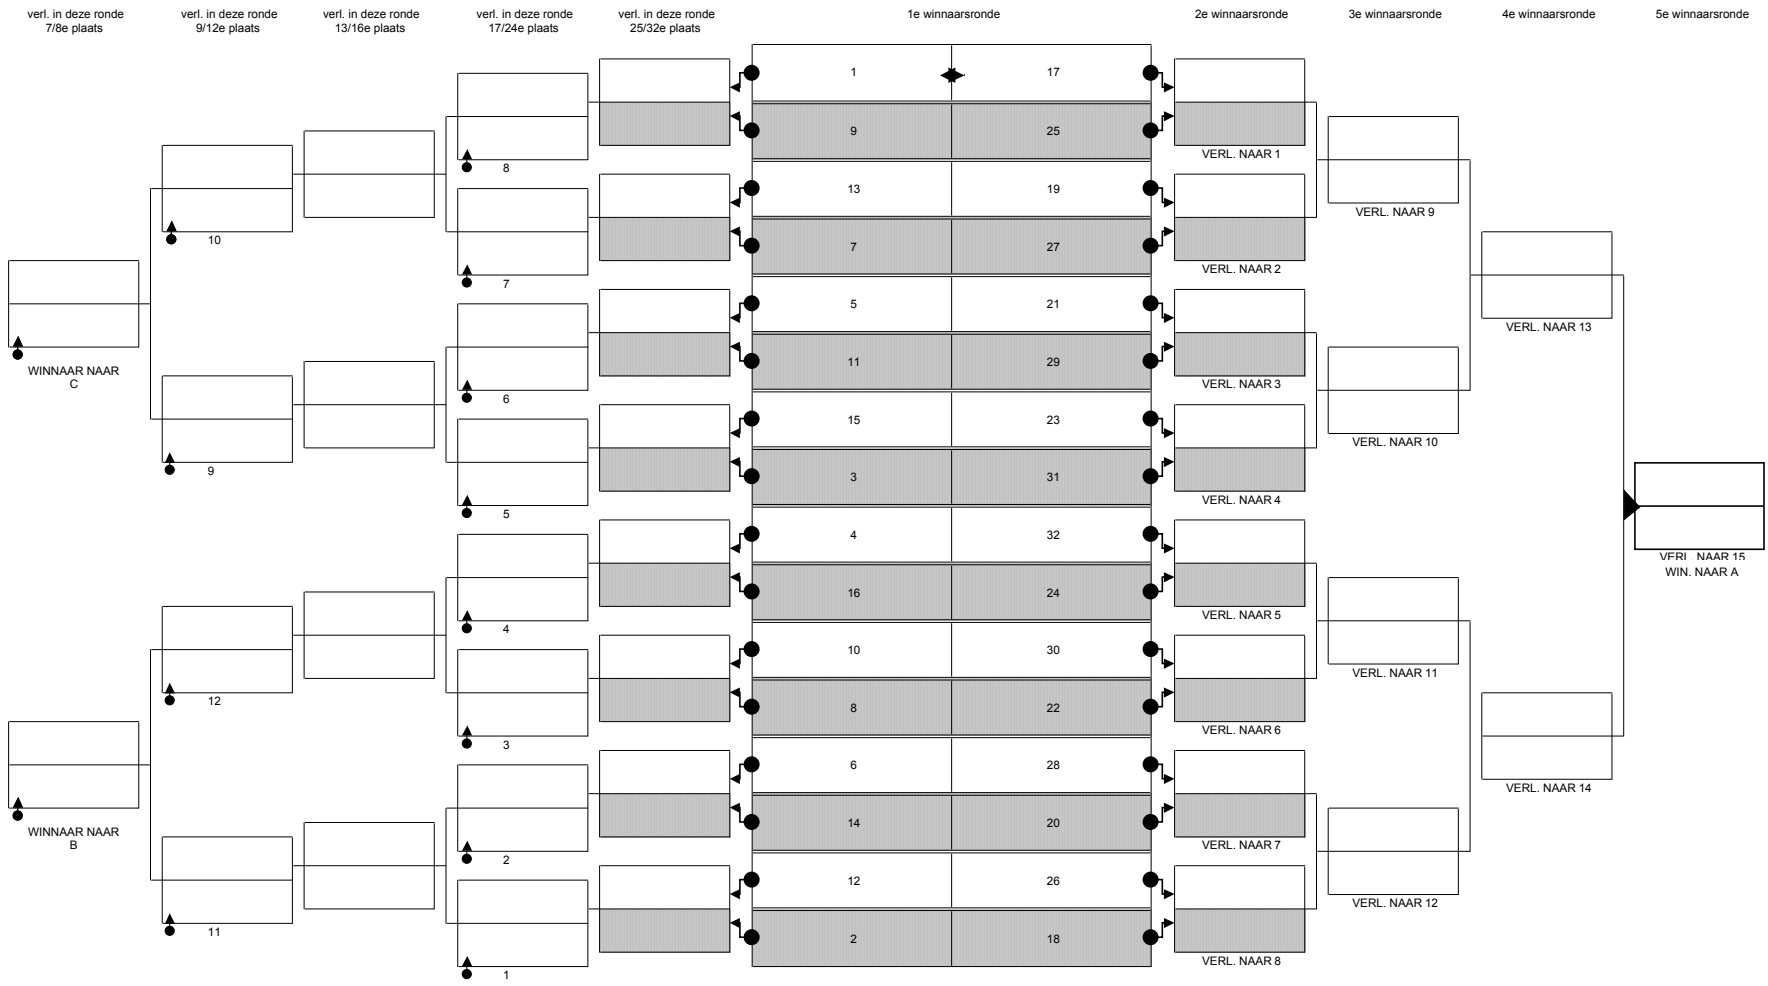 verl. in deze ronde verl. in deze ronde verl. in deze ronde verl. in deze ronde verl. in deze ronde 1e winnaarsronde 2e winnaarsronde 3e winnaarsronde 4e winnaarsronde 5e winnaarsronde
7/8e plaats 9/12e plaats 13/16e plaats 17/24e plaats 25/32e plaats
1 17
9 25
VERL. NAAR 1
8
13 19
VERL. NAAR 9
10
7 27
VERL. NAAR 2
7
5 21
VERL. NAAR 13
11 29
WINNAAR NAAR
C
VERL. NAAR 3
6
15 23
VERL. NAAR 10
9
3 31
VERL. NAAR 4
5
4 32
VERL. NAAR 15
WIN. NAAR A
16 24
VERL. NAAR 5
4
10 30
VERL. NAAR 11
12
8 22
VERL. NAAR 6
3
6 28
VERL. NAAR 14
14 20
WINNAAR NAAR
B
VERL. NAAR 7
2
12 26
VERL. NAAR 12
11
2 18
VERL. NAAR 8
1